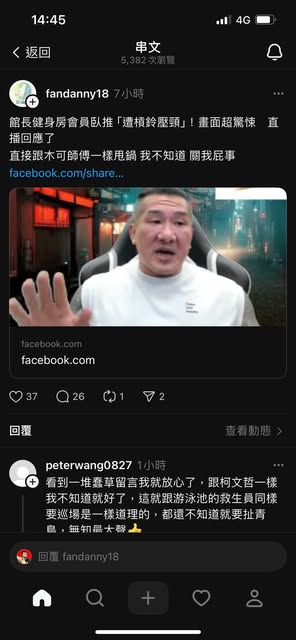 14:45
4G
返回
串文
5,382 次瀏覽
fandanny18 7小時
館長健身房會員臥推「遭槓鈴壓頸」！畫面超驚悚 直
播回應了
直接跟木可師傅一樣甩鍋 我不知道 關我屁事
facebook.com/share...
facebook.com
facebook.com
37 26 1 2
回覆
查看動態
peterwang0827 1小時
看到一堆蠢草留言我就放心了，跟柯文哲一樣
我不知道就好了，這就跟游泳池的救生員同樣
要巡場是一樣道理的，都還不知道就要扯青
鳥，無知最大聲👍
回覆 fandanny18